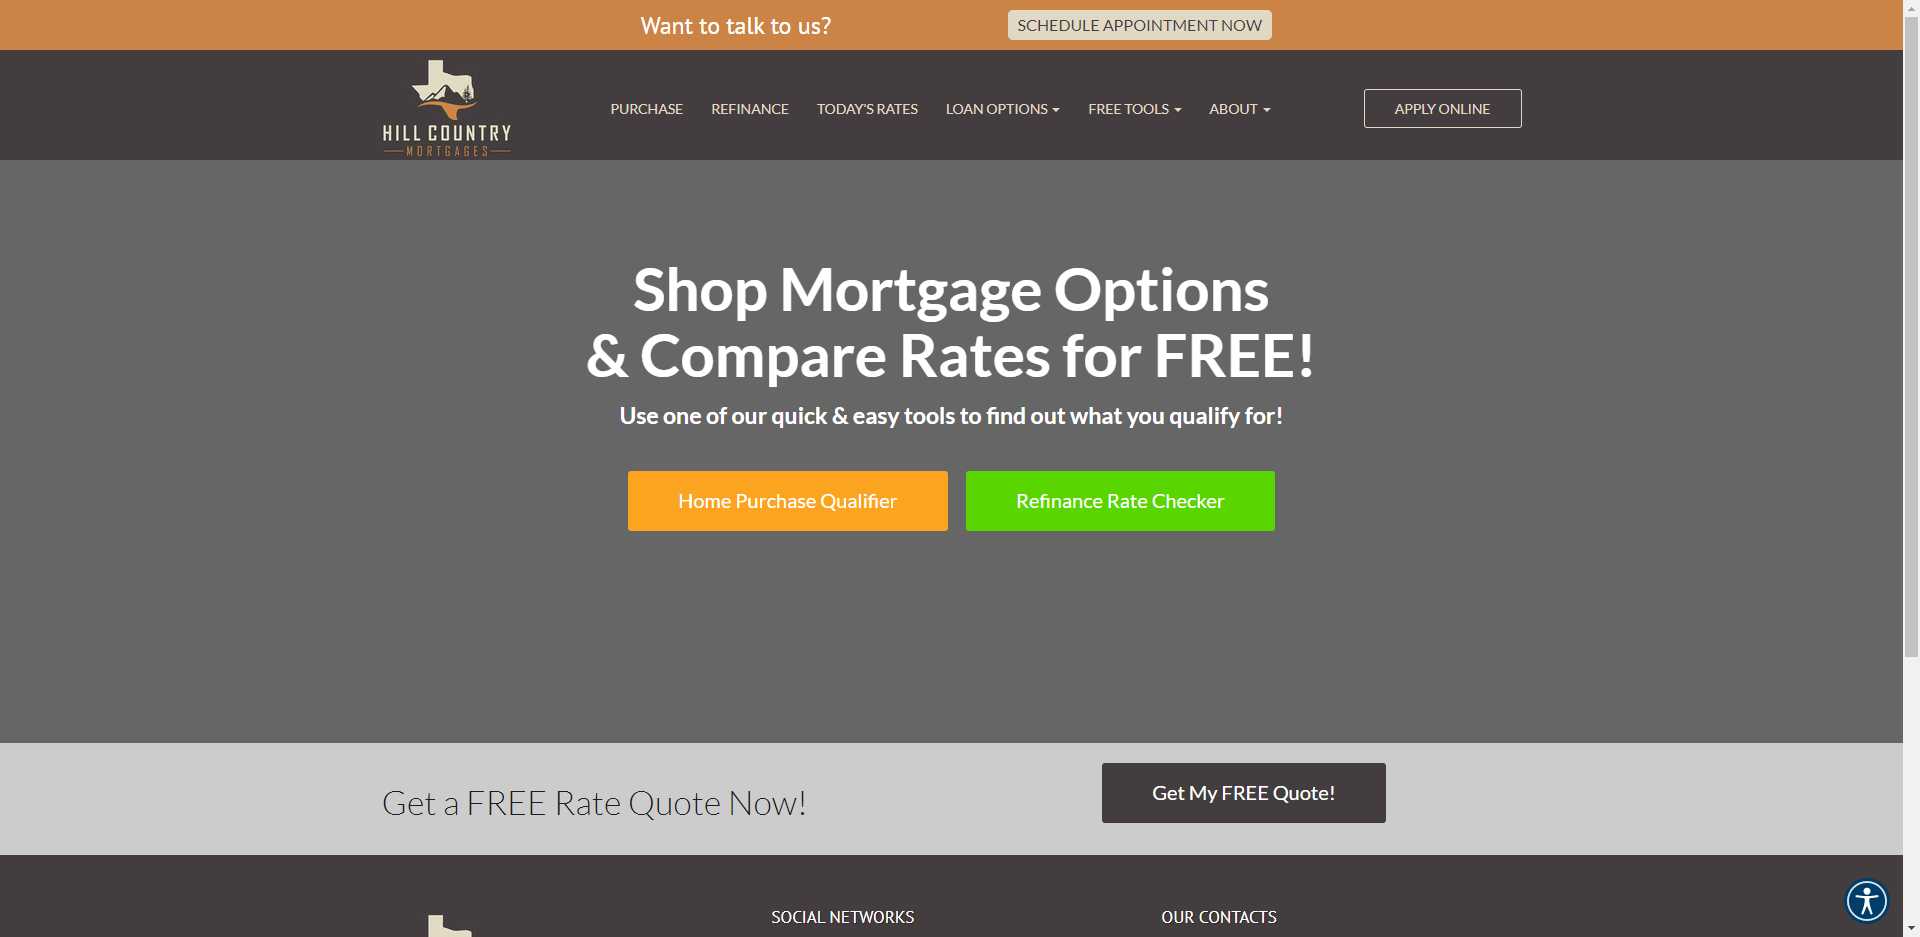 Want to talk to us?
SCHEDULE APPOINTMENT NOW
HILL COUNTRY
MORTGAGES
PURCHASE
REFINANCE
TODAY'S RATES
LOAN OPTIONS
FREE TOOLS
ABOUT
APPLY ONLINE
Shop Mortgage Options
& Compare Rates for FREE!
Use one of our quick & easy tools to find out what you qualify for!
Home Purchase Qualifier
Refinance Rate Checker
Get a FREE Rate Quote Now!
Get My FREE Quote!
SOCIAL NETWORKS
OUR CONTACTS